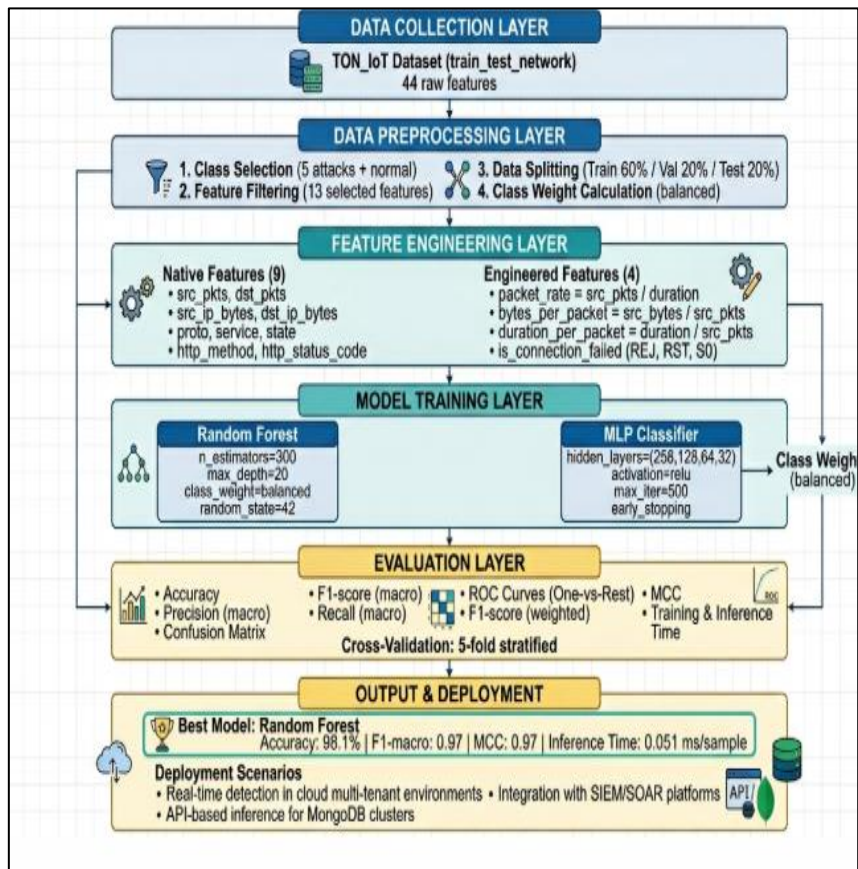 DATA COLLECTION LAYER
TON_IoT Dataset (train_test_network)
44 raw features
DATA PREPROCESSING LAYER
1. Class Selection (5 attacks + normal)
2. Feature Filtering (13 selected features)
3. Data Splitting (Train 60% / Val 20% / Test 20%)
4. Class Weight Calculation (balanced)
FEATURE ENGINEERING LAYER
Native Features (9)
• src_pkts, dst_pkts
• src_ip_bytes, dst_ip_bytes
• proto, service, state
• http_method, http_status_code
Engineered Features (4)
• packet_rate = src_pkts / duration
• bytes_per_packet = src_bytes / src_pkts
• duration_per_packet = duration / src_pkts
• is_connection_failed (REJ, RST, S0)
MODEL TRAINING LAYER
Random Forest
n_estimators=300
max_depth=20
class_weight=balanced
random_state=42
MLP Classifier
hidden_layers=(258,128,64,32)
activation=relu
max_iter=500
early_stopping
Class Weigh
(balanced)
EVALUATION LAYER
• Accuracy
• Precision (macro)
• Confusion Matrix
• F1-score (macro)
• Recall (macro)
• ROC Curves (One-vs-Rest)
• F1-score (weighted)
• MCC
• Training & Inference
Time
ROC
Cross-Validation: 5-fold stratified
OUTPUT & DEPLOYMENT
Best Model: Random Forest
Accuracy: 98.1% | F1-macro: 0.97 | MCC: 0.97 | Inference Time: 0.051 ms/sample
Deployment Scenarios
• Real-time detection in cloud multi-tenant environments • Integration with SIEM/SOAR platforms
• API-based inference for MongoDB clusters
API/